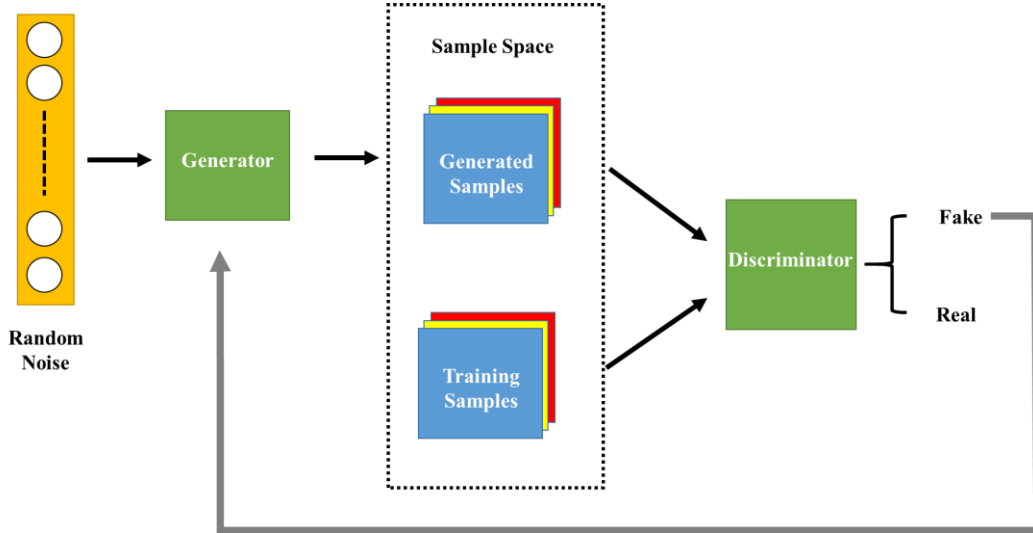 Sample Space
Generator
Generated
Samples
Discriminator
Fake
Real
Random
Noise
Training
Samples